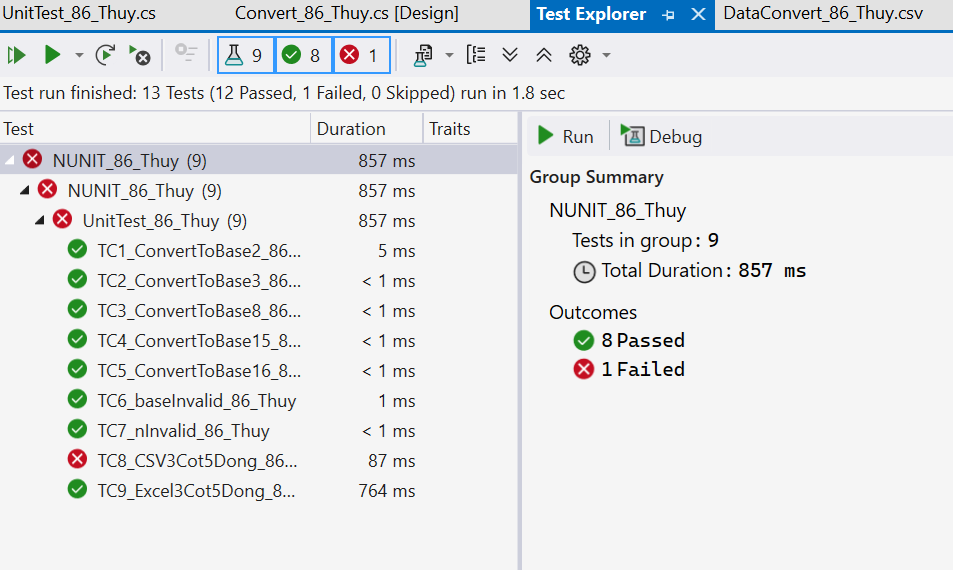 UnitTest_86_Thuy.cs Convert_86_Thuy.cs [Design] Test Explorer DataConvert_86_Thuy.csv
9 8 1
Test run finished: 13 Tests (12 Passed, 1 Failed, 0 Skipped) run in 1.8 sec
Test Duration Traits
NUNIT_86_Thuy (9) 857 ms
NUNIT_86_Thuy (9) 857 ms
UnitTest_86_Thuy (9) 857 ms
TC1_ConvertToBase2_86... 5 ms
TC2_ConvertToBase3_86... < 1 ms
TC3_ConvertToBase8_86... < 1 ms
TC4_ConvertToBase15_8... < 1 ms
TC5_ConvertToBase16_8... < 1 ms
TC6_baseInvalid_86_Thuy 1 ms
TC7_nInvalid_86_Thuy < 1 ms
TC8_CSV3Cot5Dong_86... 87 ms
TC9_Excel3Cot5Dong_8... 764 ms
Run Debug
Group Summary
NUNIT_86_Thuy
Tests in group: 9
Total Duration: 857 ms
Outcomes
8 Passed
1 Failed